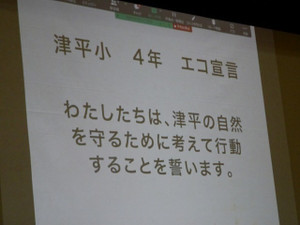 津平小　４年　エコ宣言
わたしたちは、津平の自然
を守るために考えて行動
することを誓います。